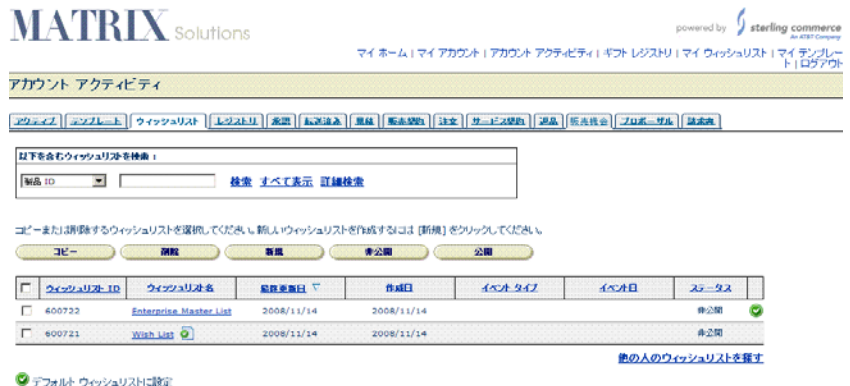 MATRIX Solutions
powered by sterling commerce
An AT&T Company
マイ ホーム | マイ アカウント | アカウント アクティビティ | ギフト レジストリ | マイ ウィッシュリスト | マイ テンプレー
ト | ログアウト
アカウント アクティビティ
アクティブ テンプレート ウィッシュリスト レジストリ 承認 転送済み 見積 販売契約 注文 サービス契約 返品 販売機会 プロポーザル 請求書
以下を含むウィッシュリストを検索 :
製品 ID 検索 すべて表示 詳細検索
コピーまたは削除するウィッシュリストを選択してください。新しいウィッシュリストを作成するには [新規] をクリックしてください。
コピー 削除 新規 非公開 公開
ウィッシュリスト ID ウィッシュリスト名 最終更新日 作成日 イベント タイプ イベント日 ステータス
600722 Enterprise Master List 2008/11/14 2008/11/14 非公開
600721 Wish List 2008/11/14 2008/11/14 非公開
他の人のウィッシュリストを探す
デフォルト ウィッシュリストに設定